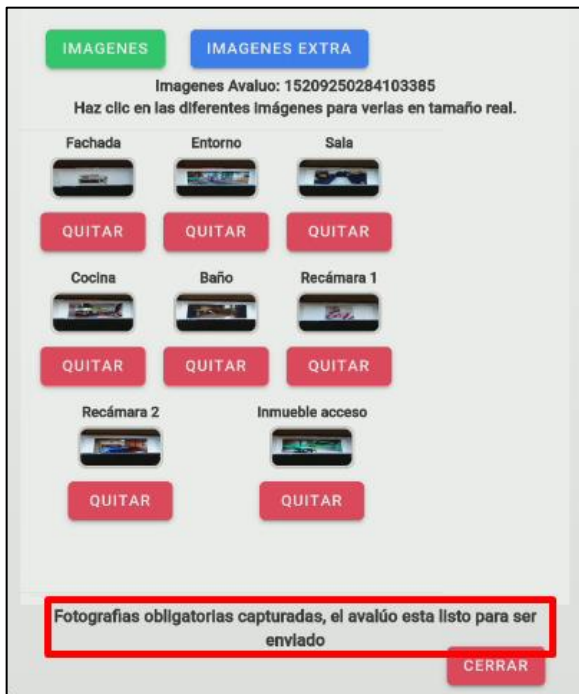 IMAGENES IMAGENES EXTRA
Imagenes Avaluo: 15209250284103385
Haz clic en las diferentes imágenes para verlas en tamaño real.
Fachada Entorno Sala
QUITAR QUITAR QUITAR
Cocina Baño Recámara 1
QUITAR QUITAR QUITAR
Recámara 2 Inmueble acceso
QUITAR QUITAR
Fotografias obligatorias capturadas, el avalúo esta listo para ser
enviado
CERRAR